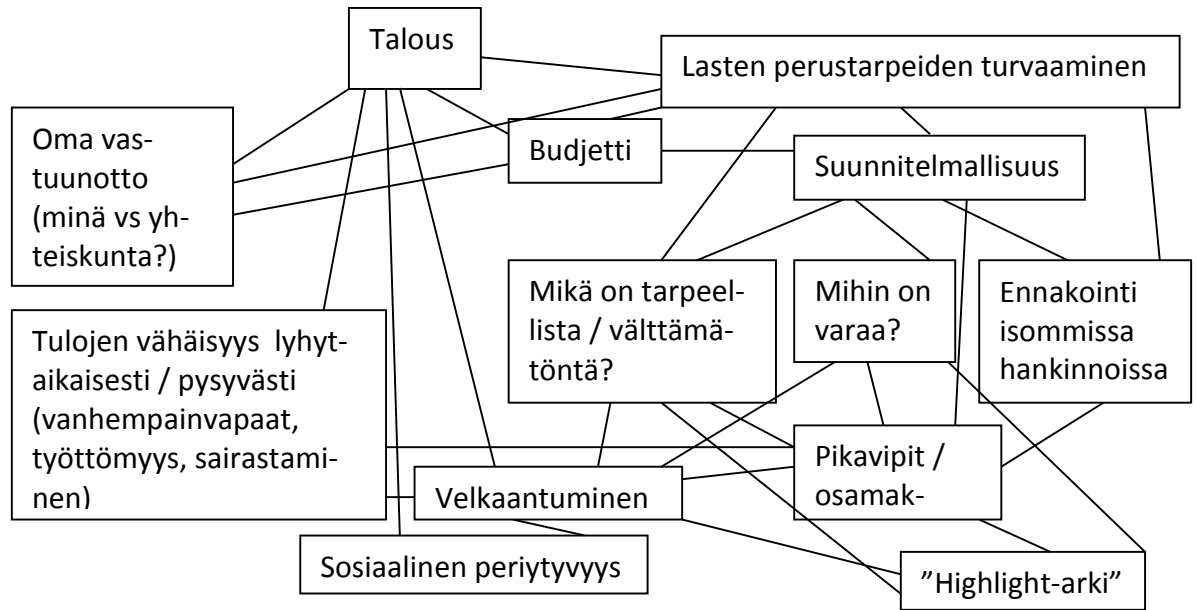 Talous
Lasten perustarpeiden turvaaminen
Oma vas-
tuunotto
(minä vs yh-
teiskunta?)
Budjetti
Suunnitelmallisuus
Mikä on tarpeel-
lista / välttämä-
töntä?
Mihin on
varaa?
Ennakointi
isommissa
hankinnoissa
Tulojen vähäisyys lyhyt-
aikaisesti / pysyvästi
(vanhempainvapaat,
työttömyys, sairastami-
nen)
Velkaantuminen
Pikavipit /
osamak-
Sosiaalinen periytyvyys
”Highlight-arki”